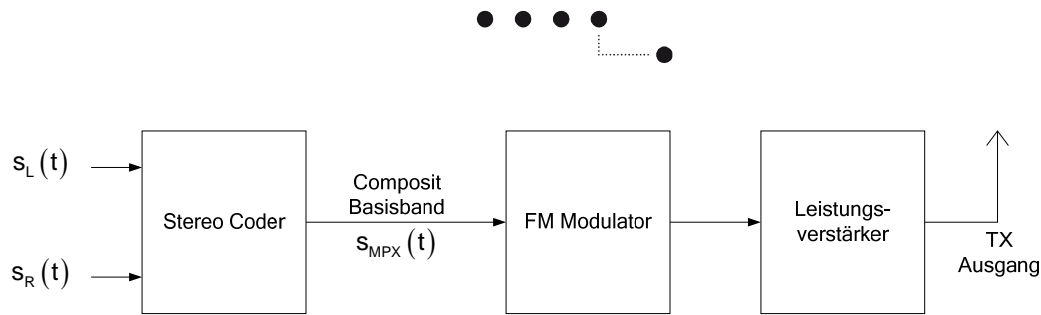 s_L(t)
s_R(t)
Stereo Coder
Composit
Basisband
s_MPX(t)
FM Modulator
Leistungs-
verstärker
TX
Ausgang